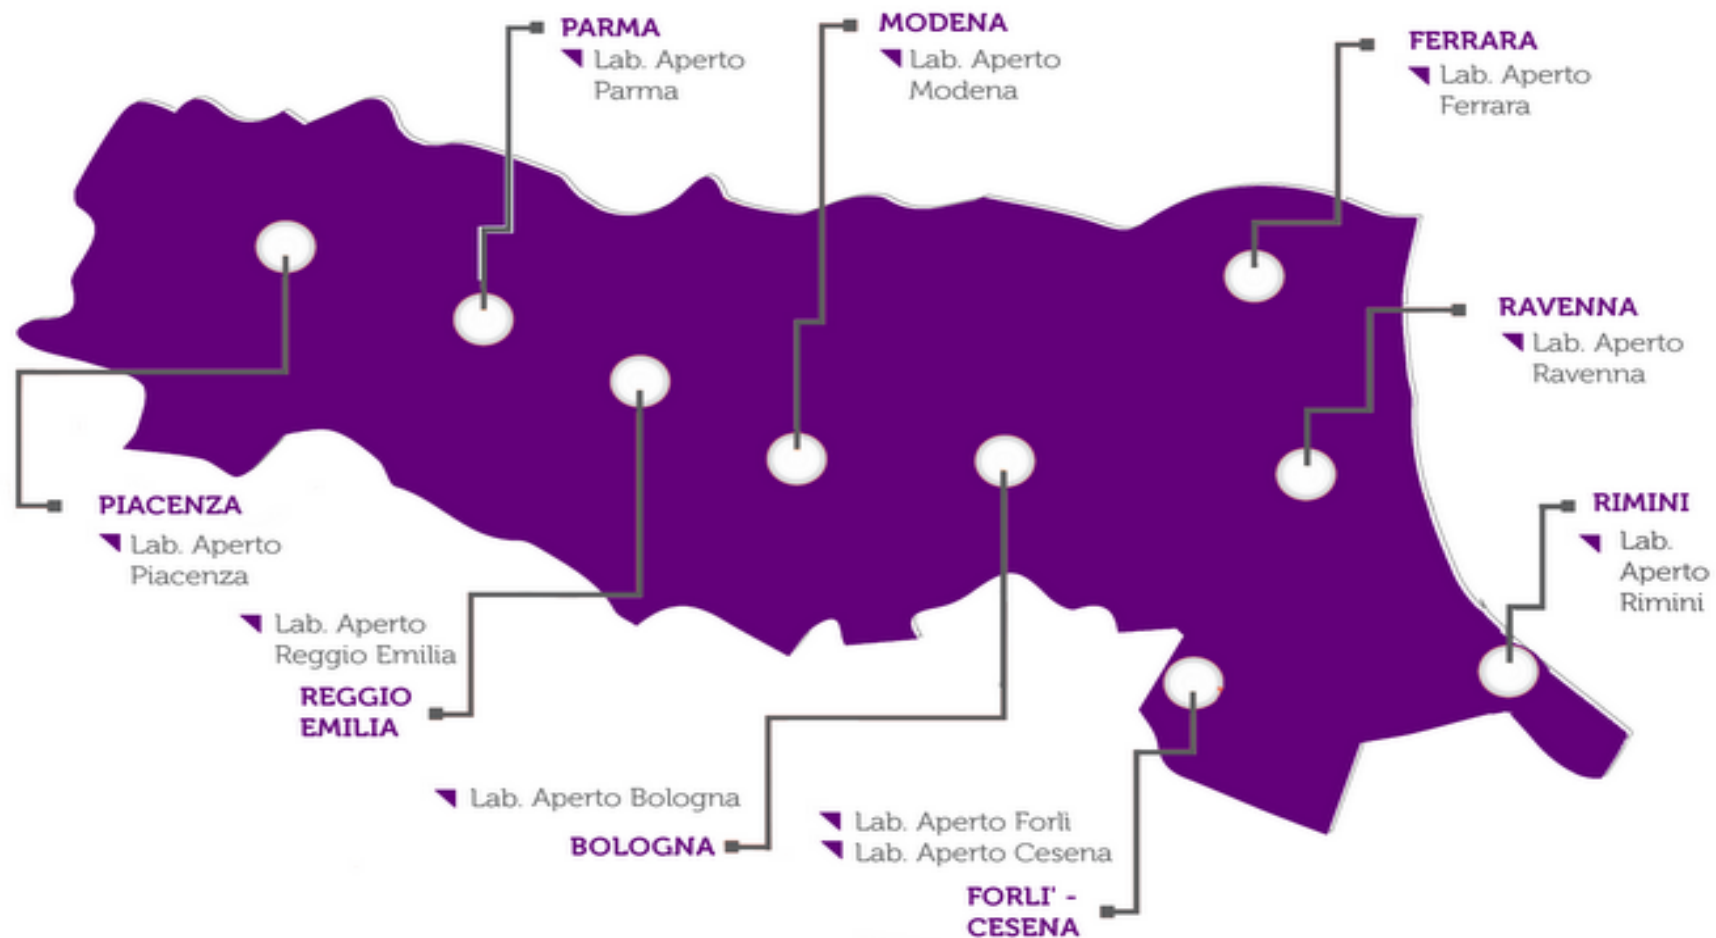 PARMA
Lab. Aperto
Parma
MODENA
Lab. Aperto
Modena
FERRARA
Lab. Aperto
Ferrara
RAVENNA
Lab. Aperto
Ravenna
PIACENZA
Lab. Aperto
Piacenza
RIMINI
Lab.
Aperto
Rimini
Lab. Aperto
Reggio Emilia
REGGIO
EMILIA
Lab. Aperto Bologna
BOLOGNA
Lab. Aperto Forlì
Lab. Aperto Cesena
FORLI' -
CESENA